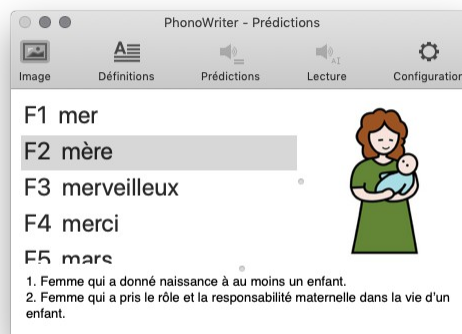 PhonoWriter - Prédictions
Image Définitions Prédictions Lecture Configuration
F1 mer
F2 mère
F3 merveilleux
F4 merci
F5 mars
1. Femme qui a donné naissance à au moins un enfant.
2. Femme qui a pris le rôle et la responsabilité maternelle dans la vie d'un
enfant.